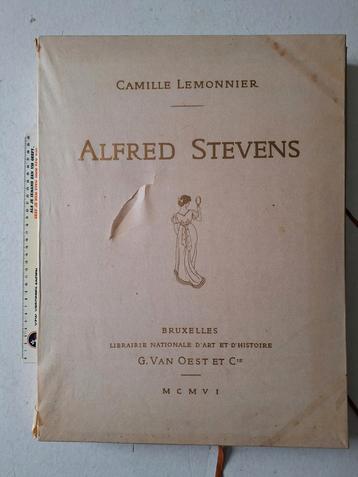 CAMILLE LEMONNIER
ALFRED STEVENS
BRUXELLES
LIBRAIRIE NATIONALE D'ART ET D'HISTOIRE
G. VAN OEST ET Cie
MCMVI